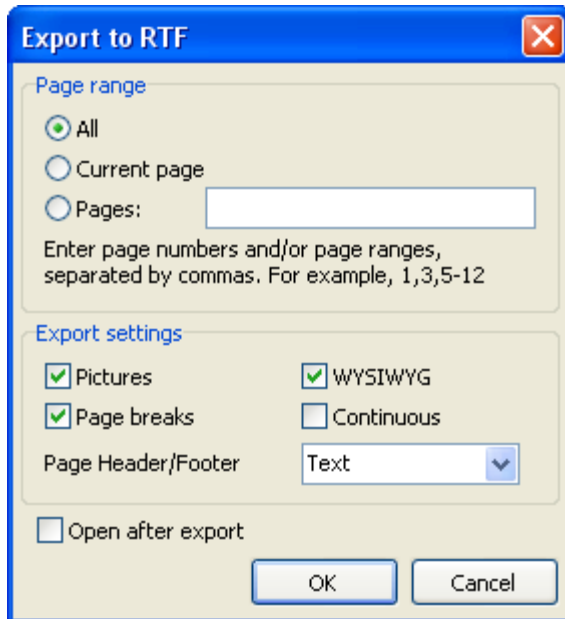 Export to RTF
Page range
All
Current page
Pages:
Enter page numbers and/or page ranges,
separated by commas. For example, 1,3,5-12
Export settings
Pictures
WYSIWYG
Page breaks
Continuous
Page Header/Footer
Text
Open after export
OK
Cancel